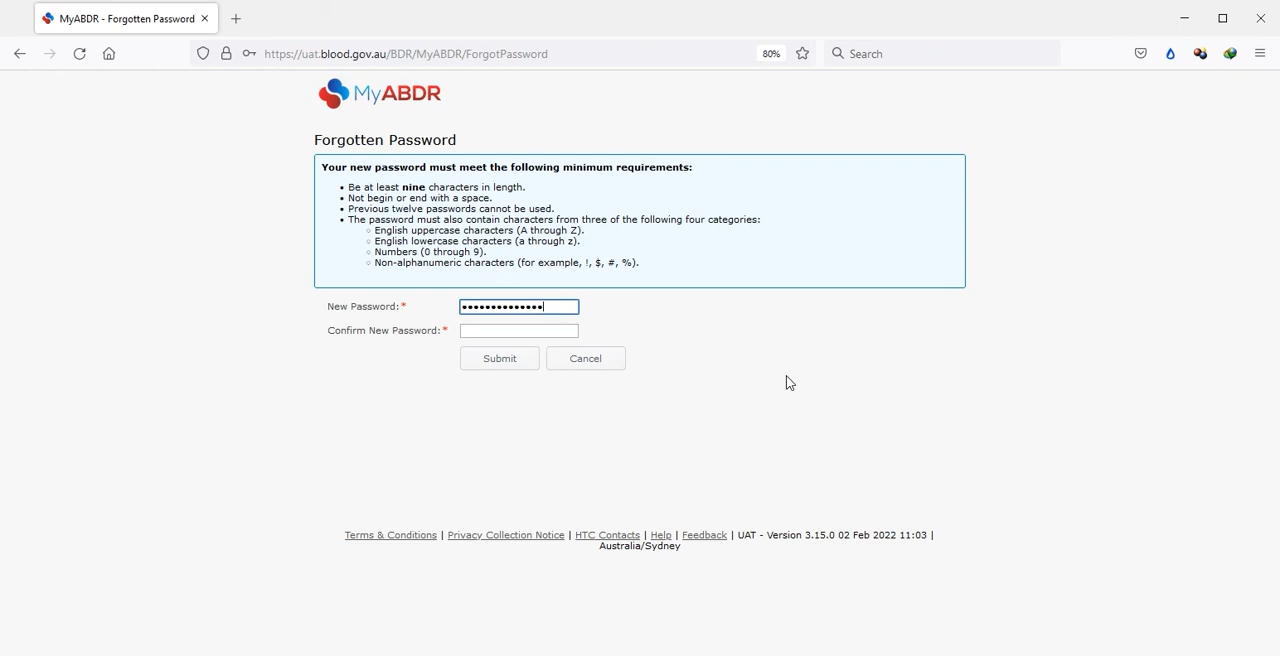 MyABDR - Forgotten Password
https://uat.blood.gov.au/BDR/MyABDR/ForgotPassword
80%
Search
MyABDR
Forgotten Password
Your new password must meet the following minimum requirements:
• Be at least nine characters in length.
• Not begin or end with a space.
• Previous twelve passwords cannot be used.
• The password must also contain characters from three of the following four categories:
○ English uppercase characters (A through Z).
○ English lowercase characters (a through z).
○ Numbers (0 through 9).
○ Non-alphanumeric characters (for example, !, $, #, %).
New Password:* ••••••••••••••
Confirm New Password:*
Submit Cancel
Terms & Conditions | Privacy Collection Notice | HTC Contacts | Help | Feedback | UAT - Version 3.15.0 02 Feb 2022 11:03 |
Australia/Sydney